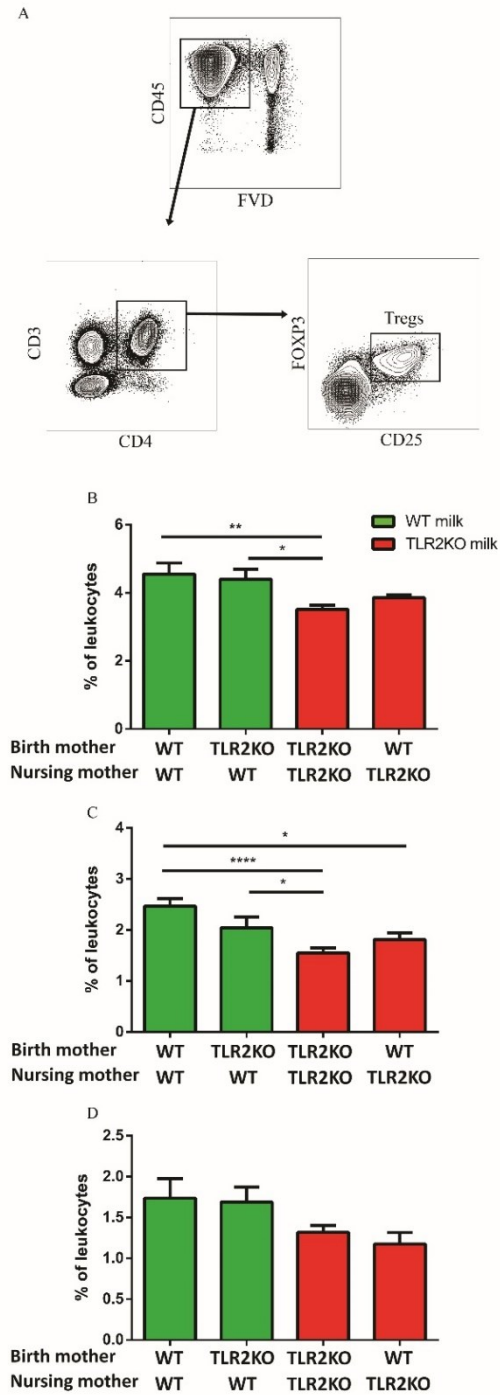 A
CD45
FVD
CD3
CD4
FOXP3
Tregs
CD25
B
WT milk
TLR2KO milk
% of leukocytes
6
4
2
0
**
*
Birth mother WT TLR2KO TLR2KO WT
Nursing mother WT WT TLR2KO TLR2KO
C
% of leukocytes
4
3
2
1
0
*
****
*
Birth mother WT TLR2KO TLR2KO WT
Nursing mother WT WT TLR2KO TLR2KO
D
% of leukocytes
2.5
2.0
1.5
1.0
0.5
0.0
Birth mother WT TLR2KO TLR2KO WT
Nursing mother WT WT TLR2KO TLR2KO